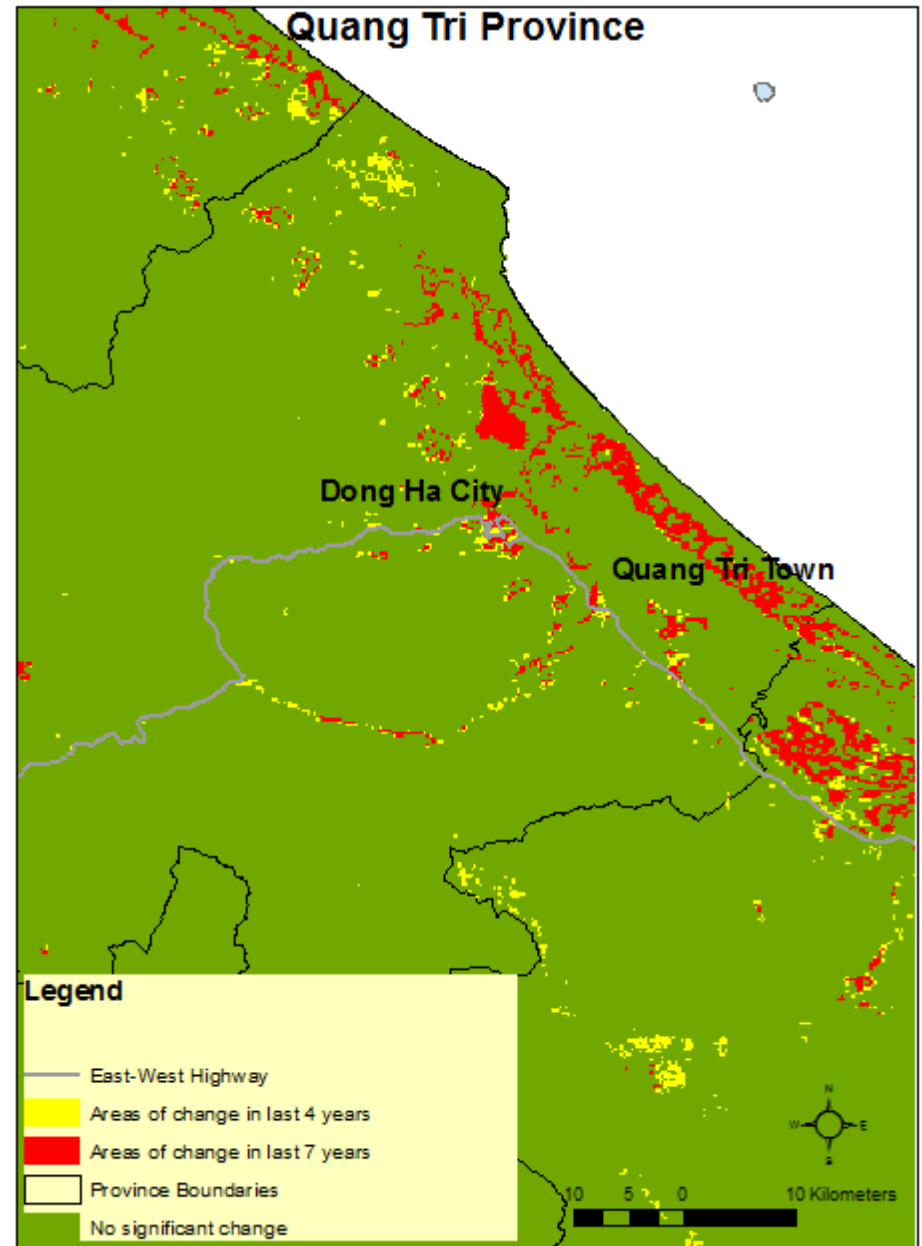 Quang Tri Province
Dong Ha City
Quang Tri Town
Legend
East-West Highway
Areas of change in last 4 years
Areas of change in last 7 years
Province Boundaries
No significant change
N
W E
S
10 5 0 10 Kilometers